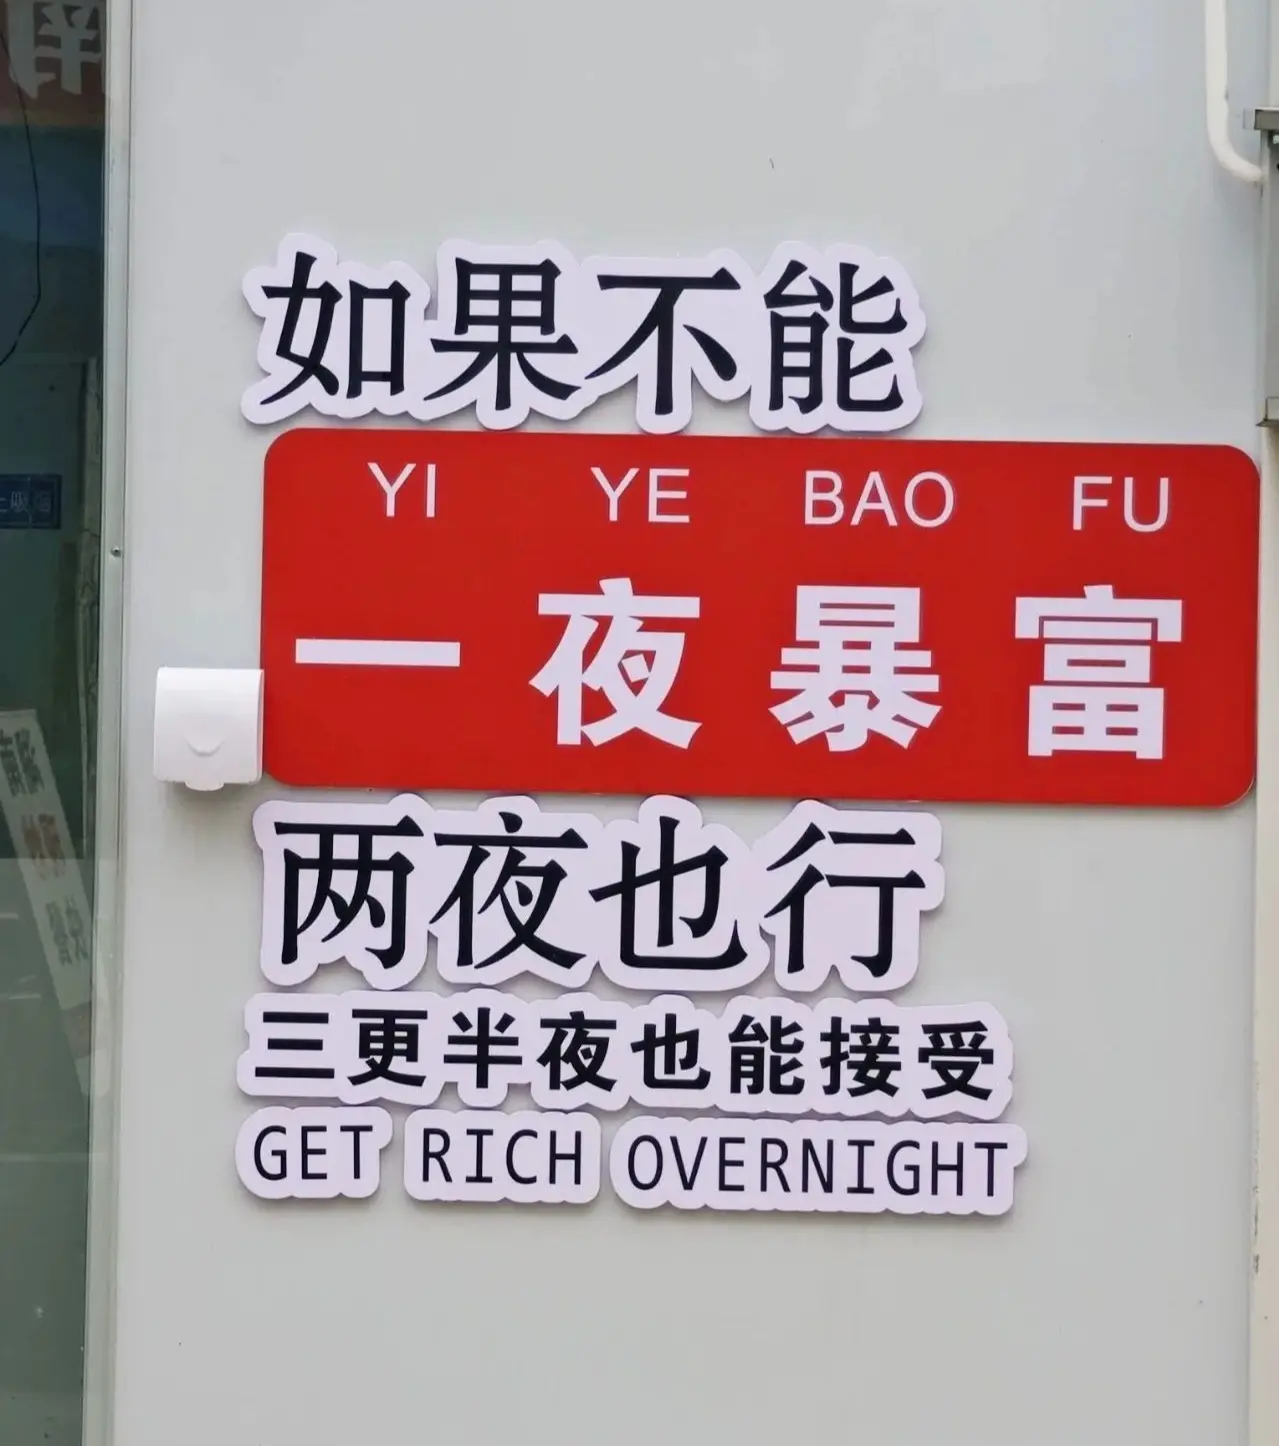 如果不能
YI YE BAO FU
一夜暴富
两夜也行
三更半夜也能接受
GET RICH OVERNIGHT